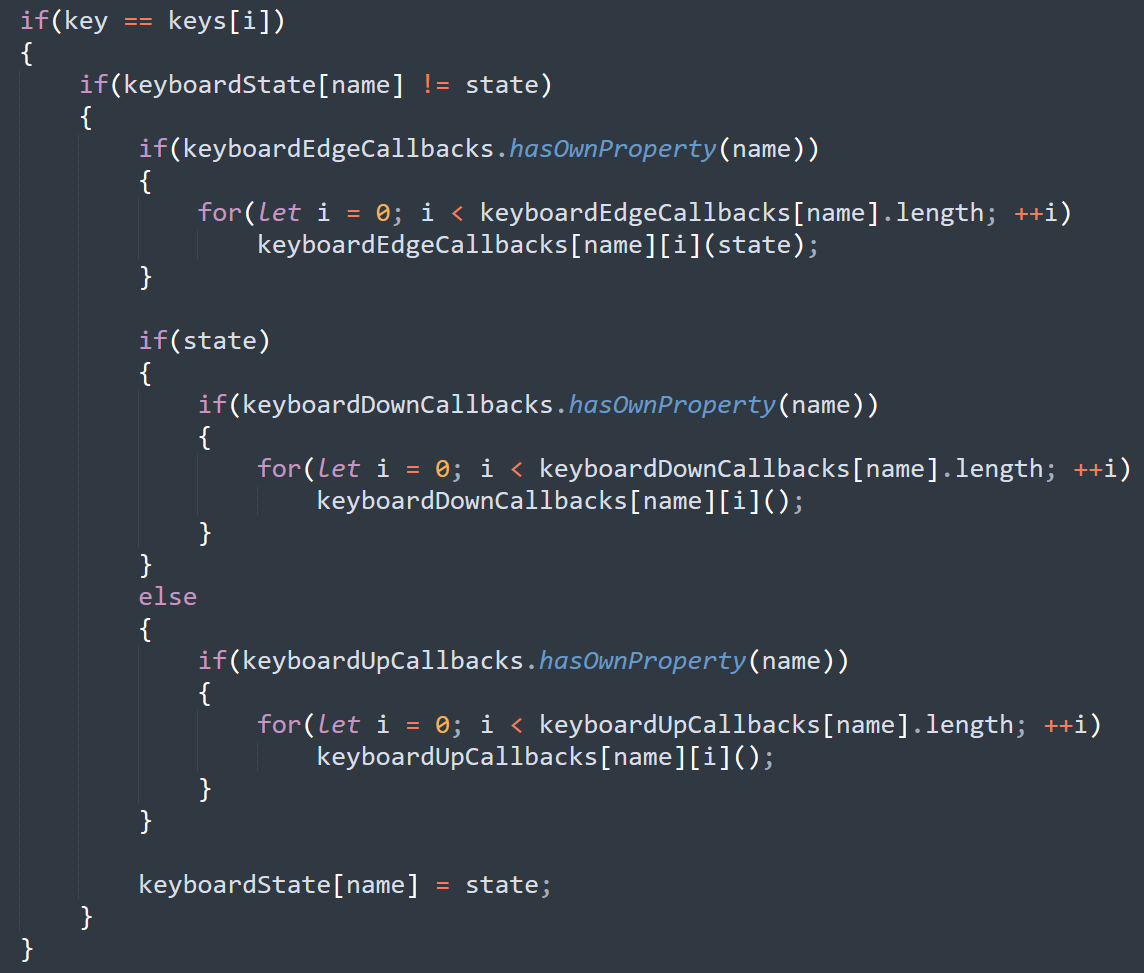 if(key == keys[i])
{
    if(keyboardState[name] != state)
    {
        if(keyboardEdgeCallbacks.hasOwnProperty(name))
        {
            for(let i = 0; i < keyboardEdgeCallbacks[name].length; ++i)
                keyboardEdgeCallbacks[name][i](state);
        }

        if(state)
        {
            if(keyboardDownCallbacks.hasOwnProperty(name))
            {
                for(let i = 0; i < keyboardDownCallbacks[name].length; ++i)
                    keyboardDownCallbacks[name][i]();
            }
        }
        else
        {
            if(keyboardUpCallbacks.hasOwnProperty(name))
            {
                for(let i = 0; i < keyboardUpCallbacks[name].length; ++i)
                    keyboardUpCallbacks[name][i]();
            }
        }

        keyboardState[name] = state;
    }
}